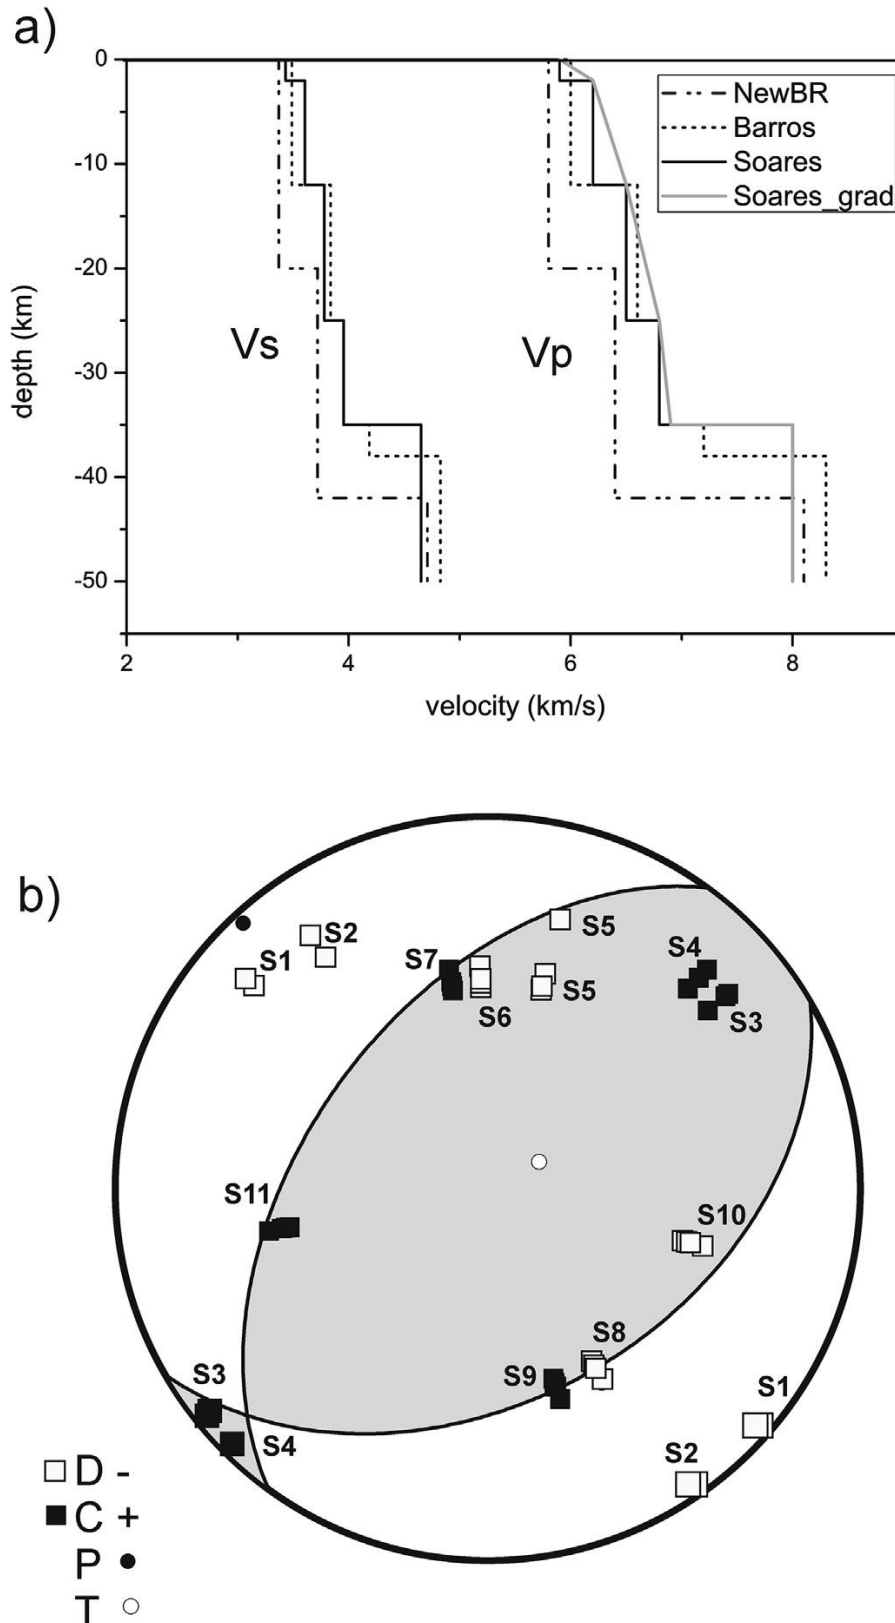 a)
0
-10
-20
-30
-40
-50
depth (km)
NewBR
Barros
Soares
Soares_grad
Vs
Vp
2
4
6
8
velocity (km/s)
b)
S5
S2
S4
S7
S1
S5
S6
S3
S11
S10
S8
S3
S9
S1
S4
S2
D -
C +
P
T